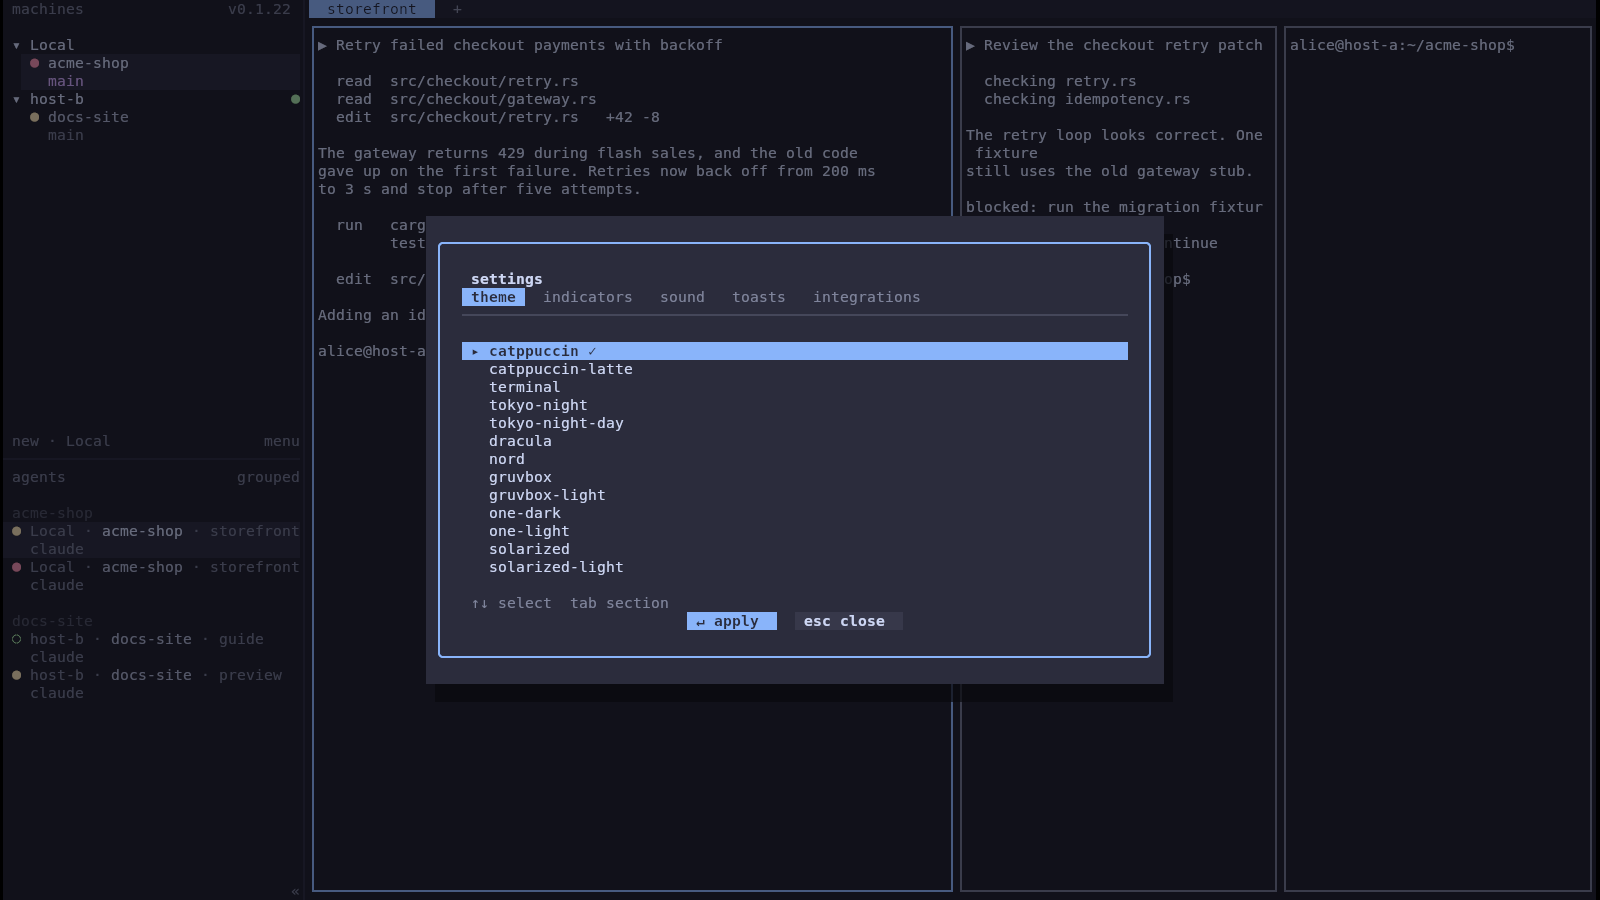 machines v0.1.22
storefront +
▾ Local
acme-shop
main
▾ host-b
docs-site
main
new · Local menu
agents grouped
acme-shop
Local · acme-shop · storefront
claude
Local · acme-shop · storefront
claude
docs-site
host-b · docs-site · guide
claude
host-b · docs-site · preview
claude
«
▶ Retry failed checkout payments with backoff
read src/checkout/retry.rs
read src/checkout/gateway.rs
edit src/checkout/retry.rs +42 -8
The gateway returns 429 during flash sales, and the old code
gave up on the first failure. Retries now back off from 200 ms
to 3 s and stop after five attempts.
run carg
test
edit src/
Adding an id
alice@host-a
▶ Review the checkout retry patch
checking retry.rs
checking idempotency.rs
The retry loop looks correct. One
fixture
still uses the old gateway stub.
blocked: run the migration fixtur
ntinue
op$
alice@host-a:~/acme-shop$
settings
theme indicators sound toasts integrations
▸ catppuccin ✓
catppuccin-latte
terminal
tokyo-night
tokyo-night-day
dracula
nord
gruvbox
gruvbox-light
one-dark
one-light
solarized
solarized-light
↑↓ select tab section
↵ apply esc close